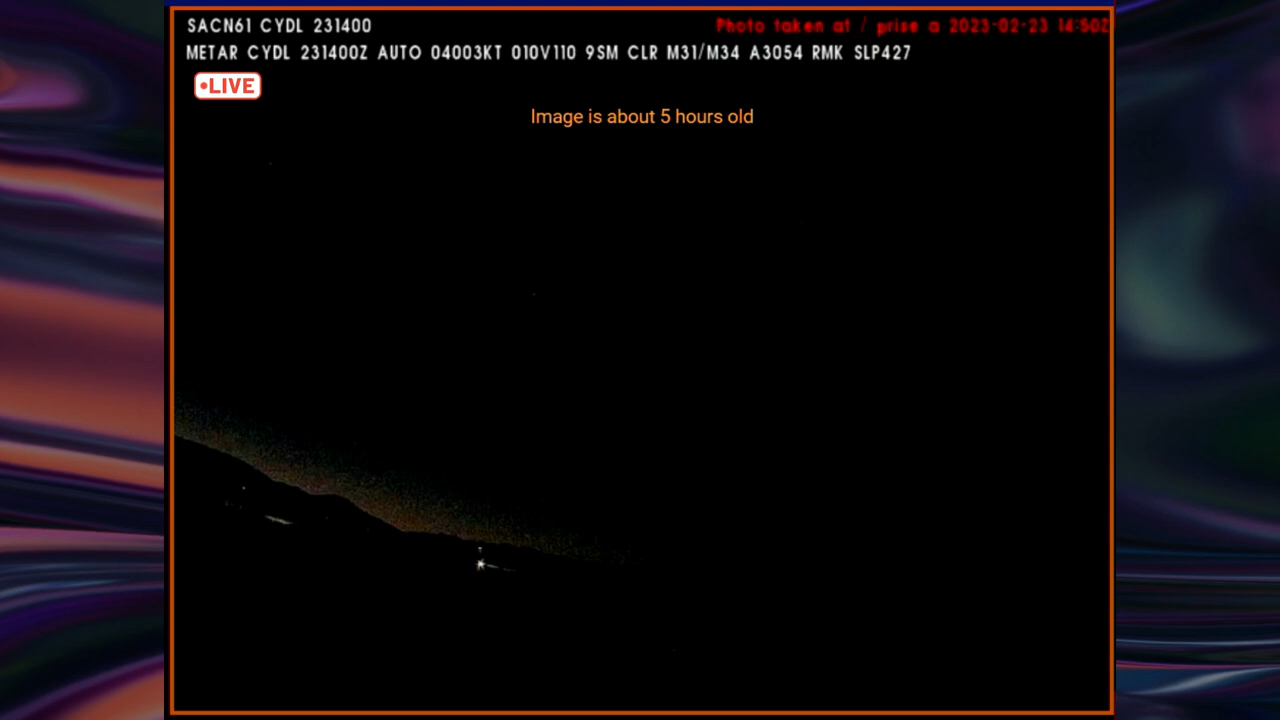 SACN61 CYDL 231400
Photo taken at / prise a 2023-02-23 14:50Z
METAR CYDL 231400Z AUTO 04003KT 010V110 9SM CLR M31/M34 A3054 RMK SLP427
•LIVE
Image is about 5 hours old